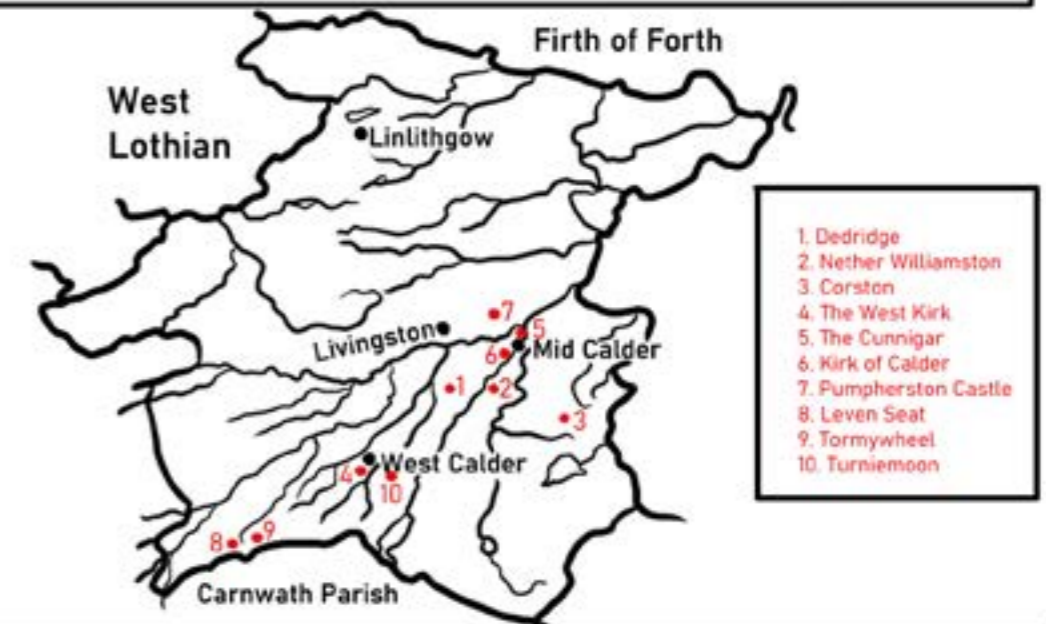 Firth of Forth
West
Lothian
Linlithgow
1. Dedridge
2. Nether Williamston
3. Corston
4. The West Kirk
5. The Cunnigar
6. Kirk of Calder
7. Pumpherston Castle
8. Leven Seat
9. Tormywheel
10. Turniemoon
7
5
Livingston
Mid Calder
6
1
2
3
West Calder
4
10
8
9
Carnwath Parish